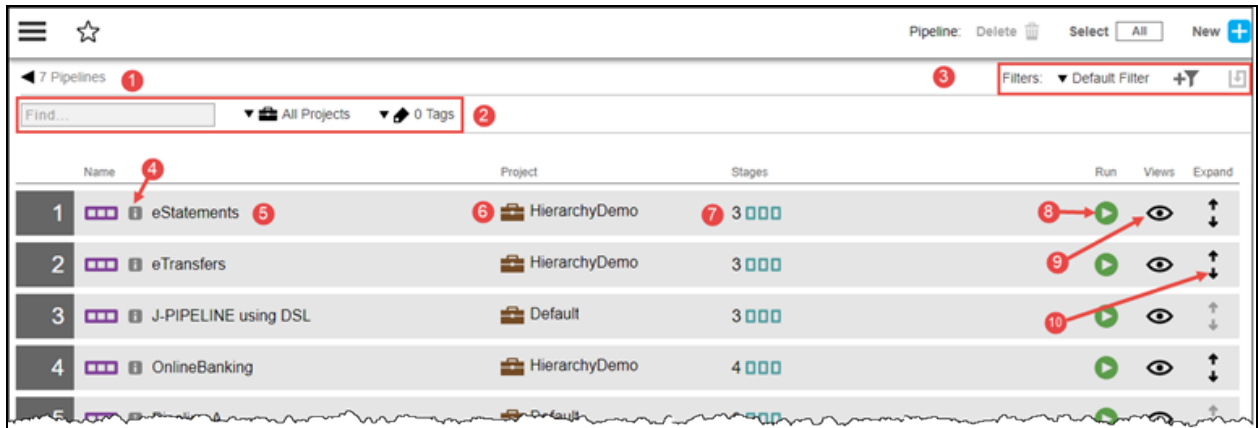 Pipeline: Delete Select All New
7 Pipelines 1 3 Filters: Default Filter
Find... All Projects 0 Tags 2
Name 4 Project Stages Run Views Expand
1 eStatements 5 6 HierarchyDemo 7 3 8
2 eTransfers HierarchyDemo 3 9
3 J-PIPELINE using DSL Default 3 10
4 OnlineBanking HierarchyDemo 4